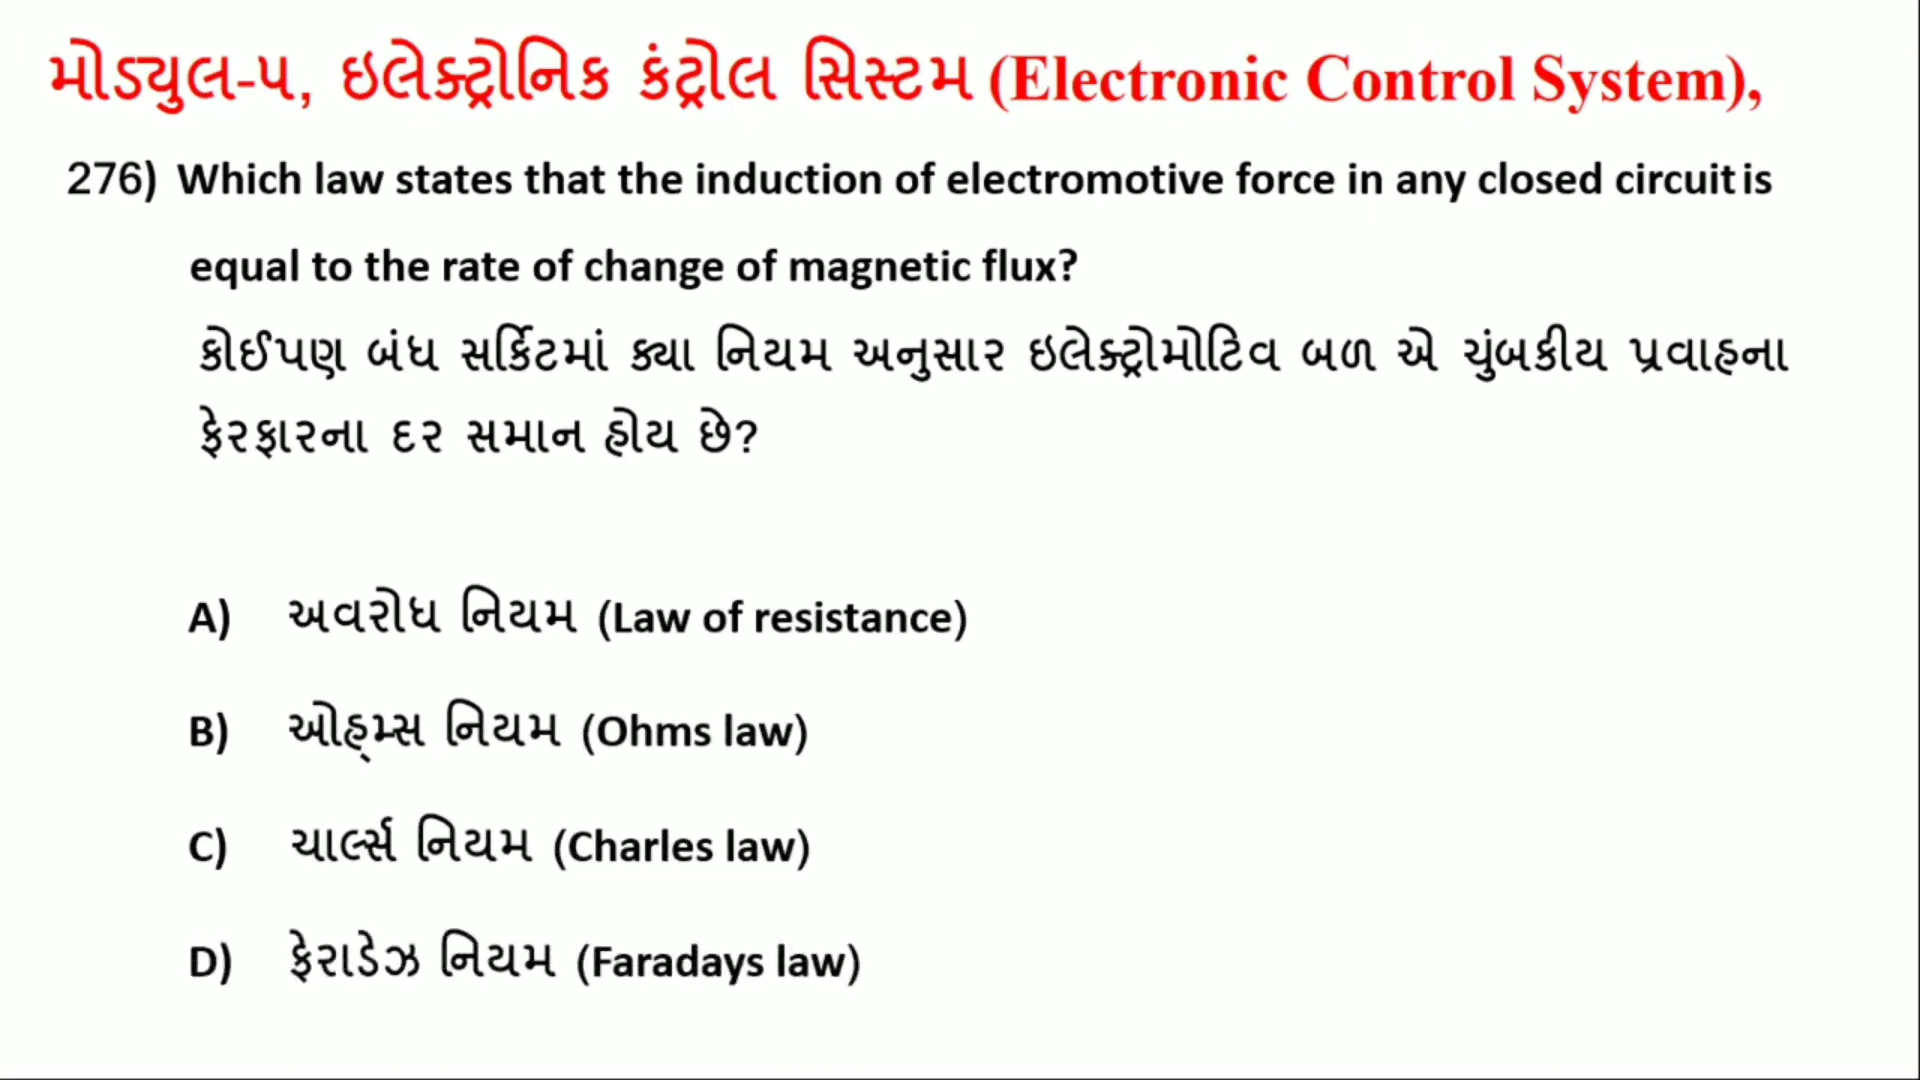 મોડ્યુલ-૫, ઇલેક્ટ્રોનિક કંટ્રોલ સિસ્ટમ (Electronic Control System),
276) Which law states that the induction of electromotive force in any closed circuit is
equal to the rate of change of magnetic flux?
કોઈપણ બંધ સર્કિટમાં ક્યા નિયમ અનુસાર ઇલેક્ટ્રોમોટિવ બળ એ ચુંબકીય પ્રવાહના
ફેરફારના દર સમાન હોય છે?
A) અવરોધ નિયમ (Law of resistance)
B) ઓહ્મ્સ નિયમ (Ohms law)
C) ચાર્લ્સ નિયમ (Charles law)
D) ફેરાડેઝ નિયમ (Faradays law)